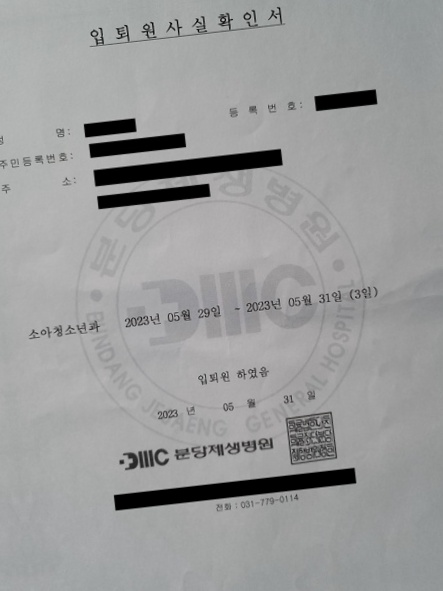 입 퇴 원 사 실 확 인 서
등 록 번 호 :
명:
주민등록번호:
주 소:
분당제생병원
BUNDANG JESAENG GENERAL HOSPITAL
DMC
소아청소년과 2023년 05월 29일 - 2023년 05월 31일 (3일)
입퇴원 하였음
2023 년 05 월 31 일
DMC 분당제생병원
전화 : 031-779-0114